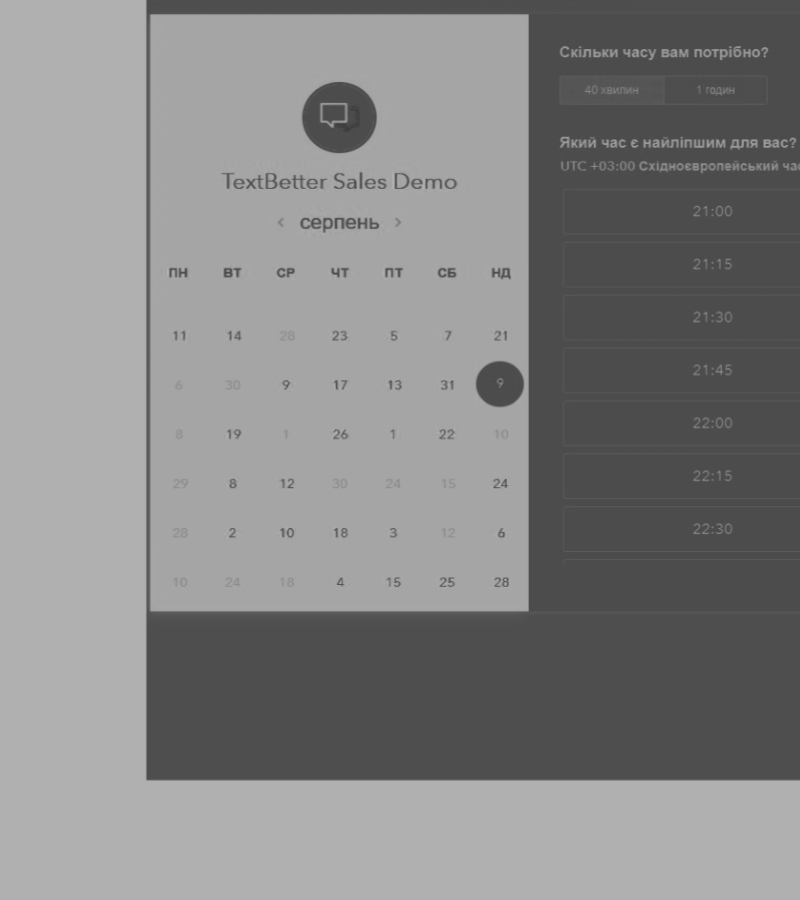 TextBetter Sales Demo
< серпень >
ПН ВТ СР ЧТ ПТ СБ НД
11 14 28 23 5 7 21
6 30 9 17 13 31 9
8 19 1 26 1 22 10
29 8 12 30 24 15 24
28 2 10 18 3 12 6
10 24 18 4 15 25 28
Скільки часу вам потрібно?
40 хвилин 1 годин
Який час є найліпшим для вас?
UTC +03:00 Східноєвропейський час
21:00
21:15
21:30
21:45
22:00
22:15
22:30